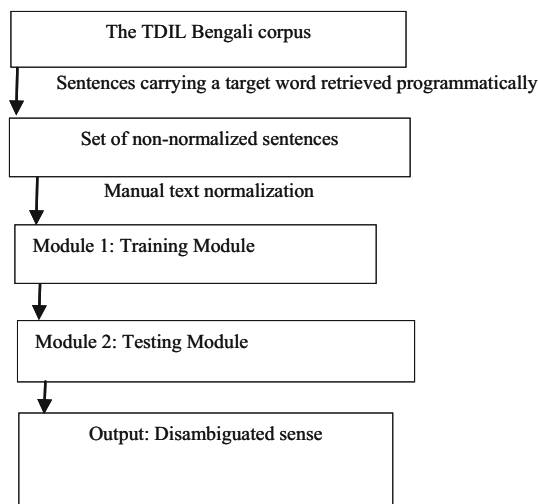 The TDIL Bengali corpus
Sentences carrying a target word retrieved programmatically
Set of non-normalized sentences
Manual text normalization
Module 1: Training Module
Module 2: Testing Module
Output: Disambiguated sense